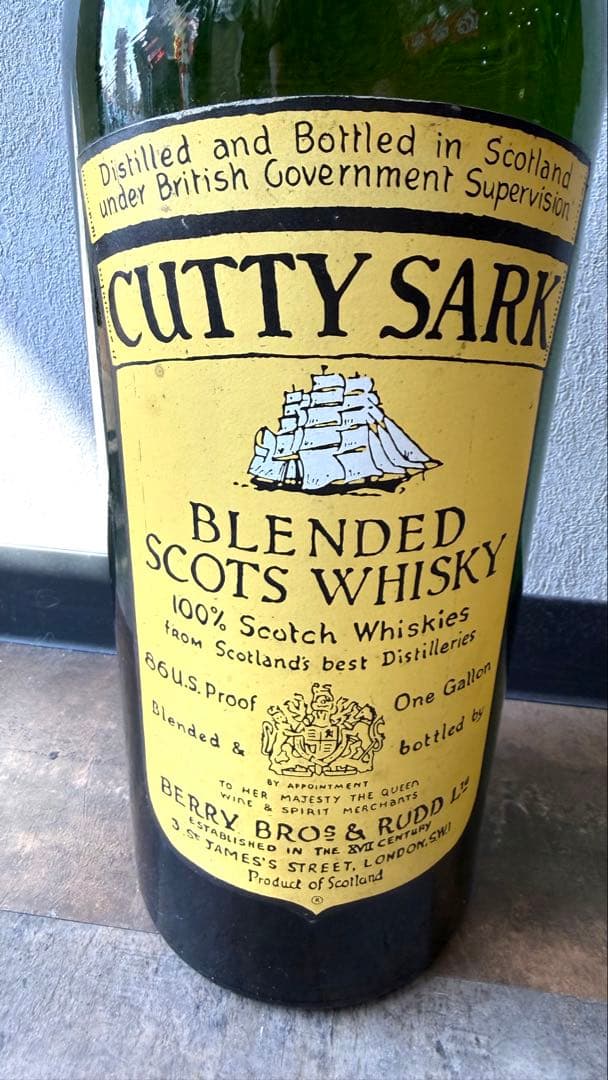 Distilled and Bottled in Scotland
under British Government Supervision
CUTTY SARK
BLENDED
SCOTS WHISKY
100% Scotch Whiskies
from Scotland's best Distilleries
86 U.S. Proof One Gallon
Blended & bottled by
BY APPOINTMENT
TO HER MAJESTY THE QUEEN
WINE & SPIRIT MERCHANTS
BERRY BROS & RUDD LTD
ESTABLISHED IN THE XVII CENTURY
3, ST JAMES'S STREET, LONDON, S.W.1
Product of Scotland
®